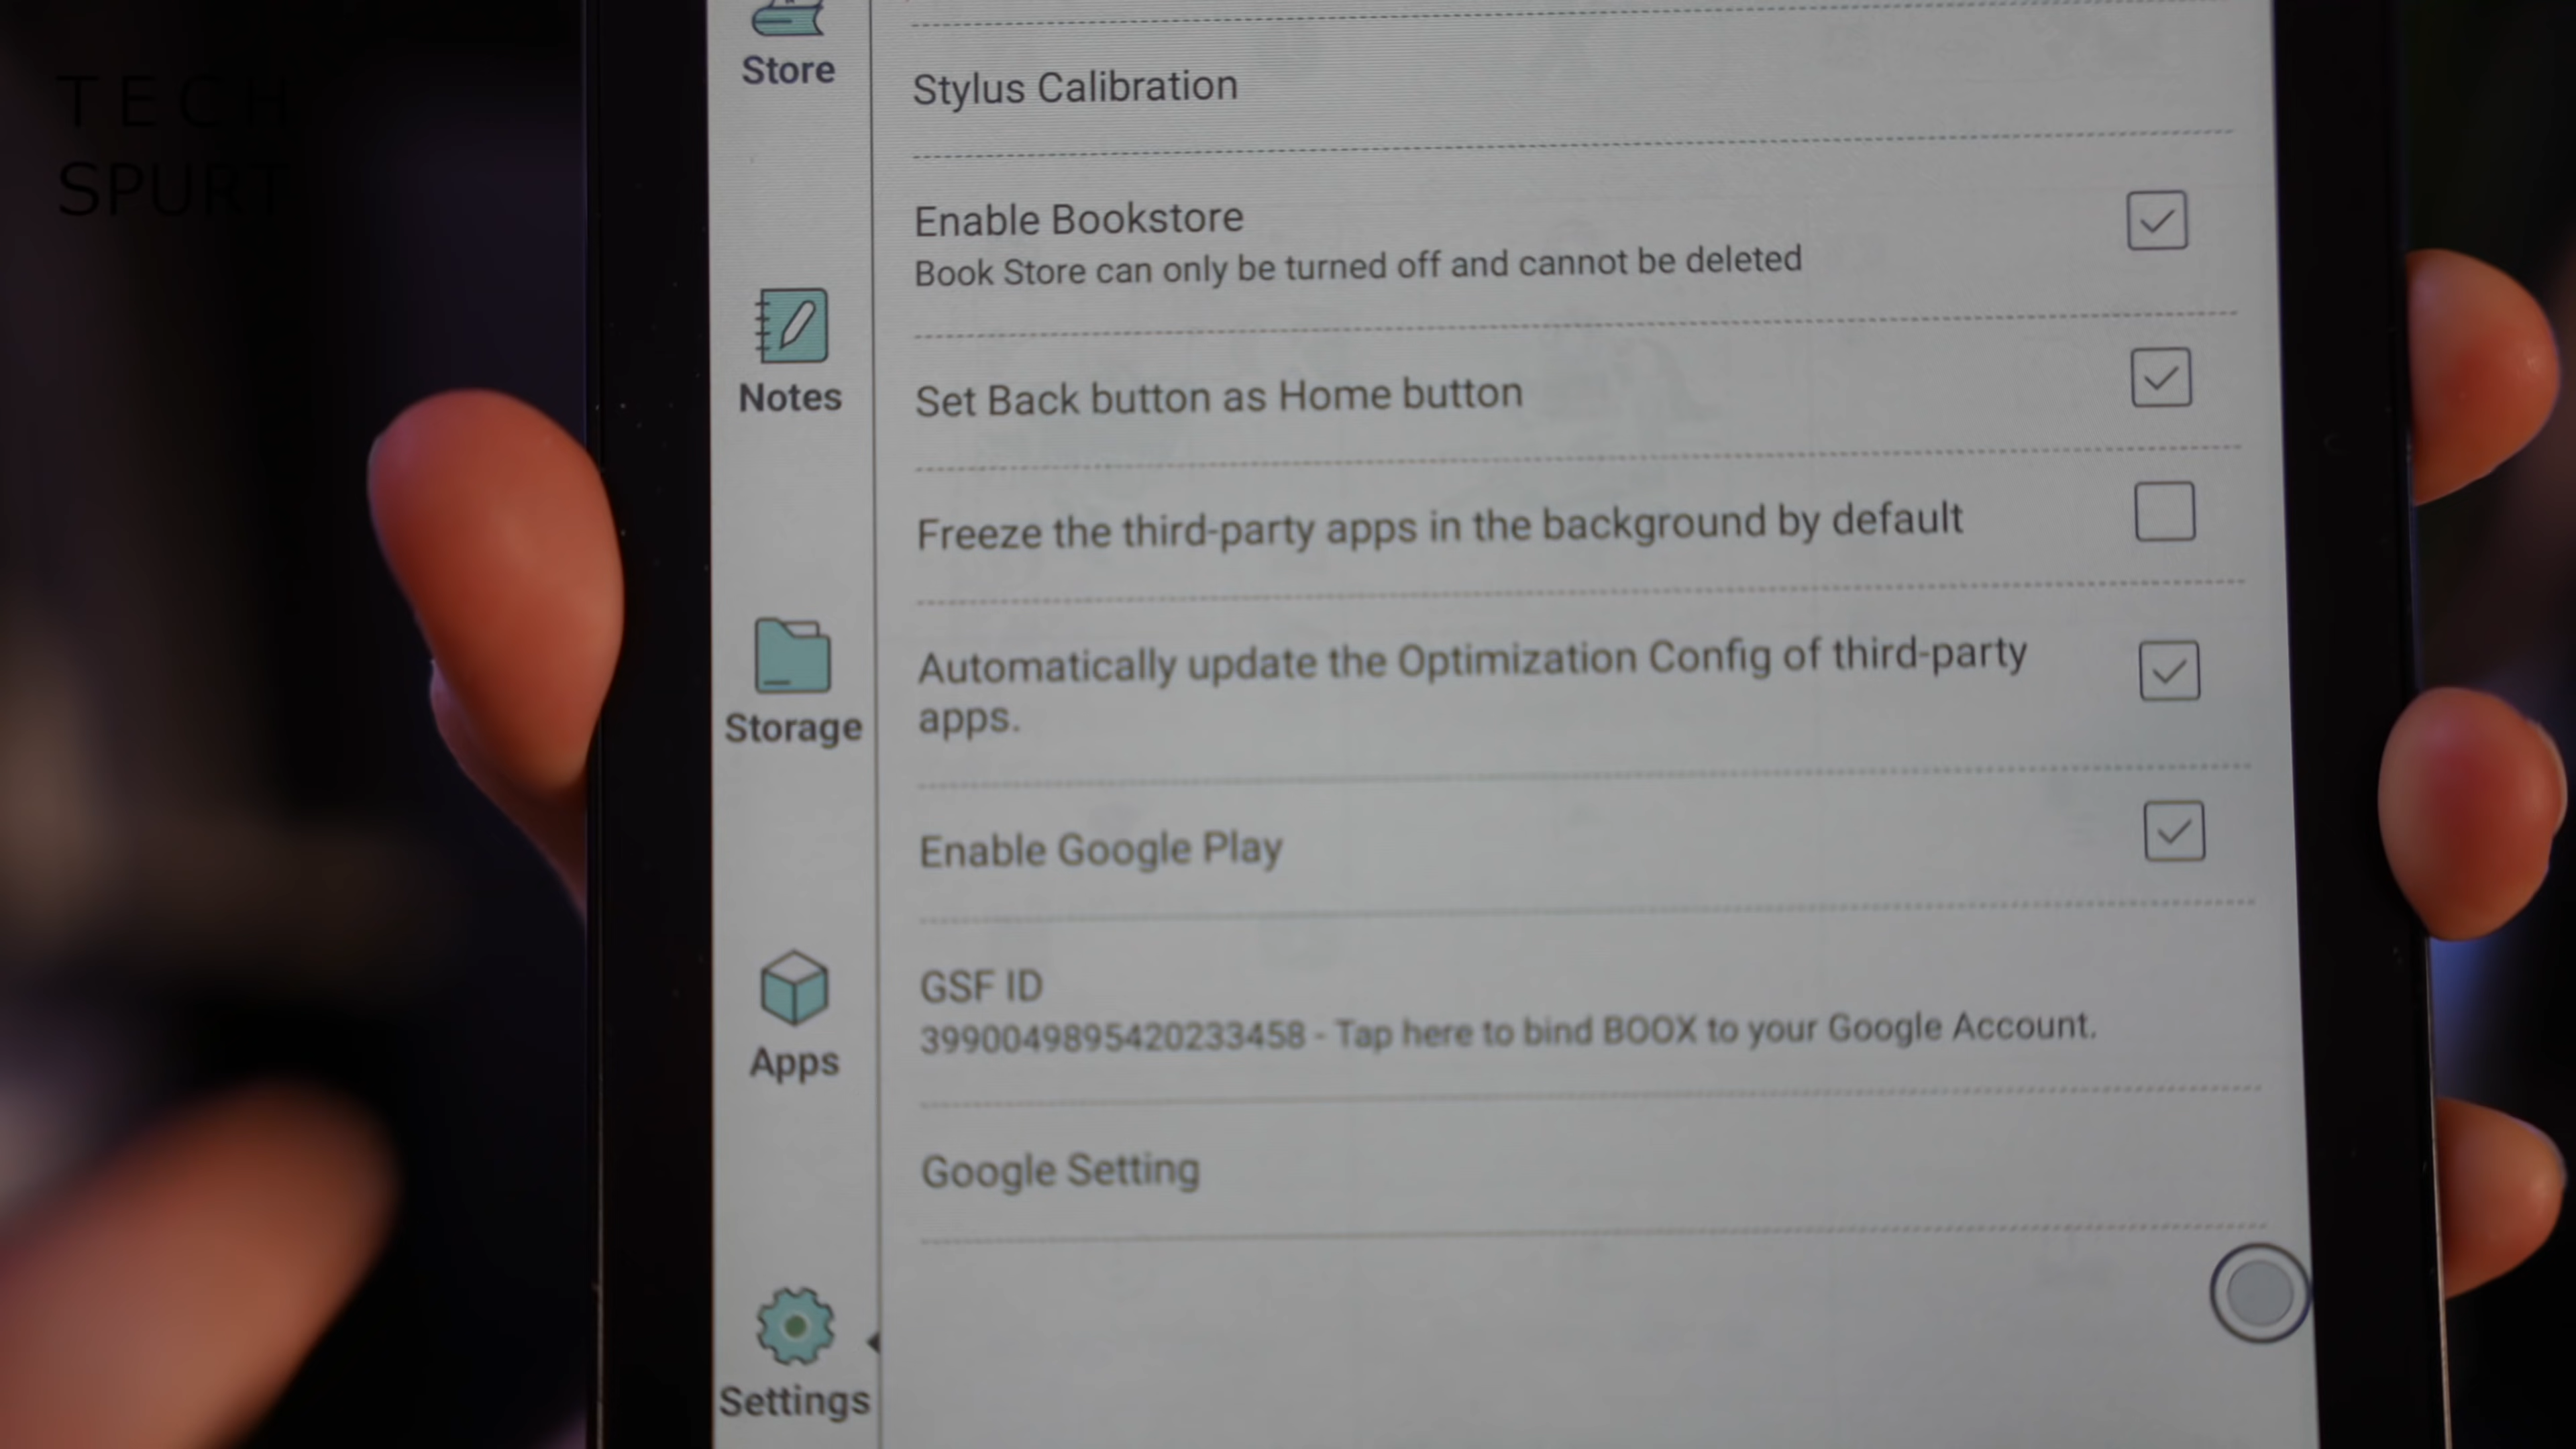 TECH
SPURT
Store
Notes
Storage
Apps
Settings
Stylus Calibration
Enable Bookstore
Book Store can only be turned off and cannot be deleted
Set Back button as Home button
Freeze the third-party apps in the background by default
Automatically update the Optimization Config of third-party
apps.
Enable Google Play
GSF ID
3990049895420233458 - Tap here to bind BOOX to your Google Account.
Google Setting